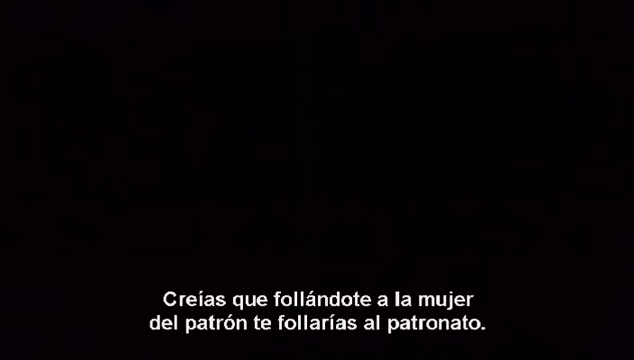 Creías que follándote a la mujer
del patrón te follarías al patronato.